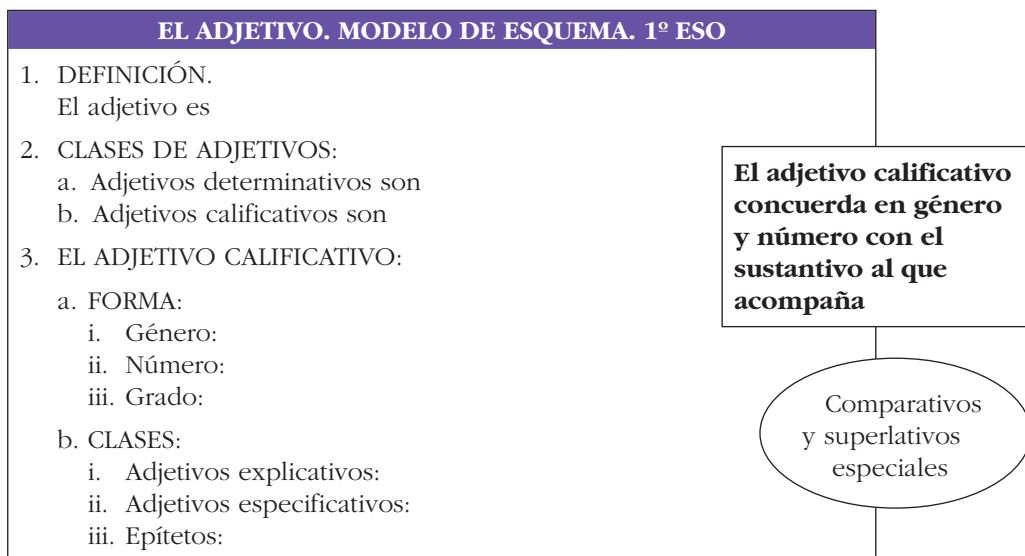 EL ADJETIVO. MODELO DE ESQUEMA. 1º ESO
1. DEFINICIÓN.
El adjetivo es
2. CLASES DE ADJETIVOS:
a. Adjetivos determinativos son
b. Adjetivos calificativos son
3. EL ADJETIVO CALIFICATIVO:
a. FORMA:
i. Género:
ii. Número:
iii. Grado:
b. CLASES:
i. Adjetivos explicativos:
ii. Adjetivos especificativos:
iii. Epítetos:
El adjetivo calificativo
concuerda en género
y número con el
sustantivo al que
acompaña
Comparativos
y superlativos
especiales